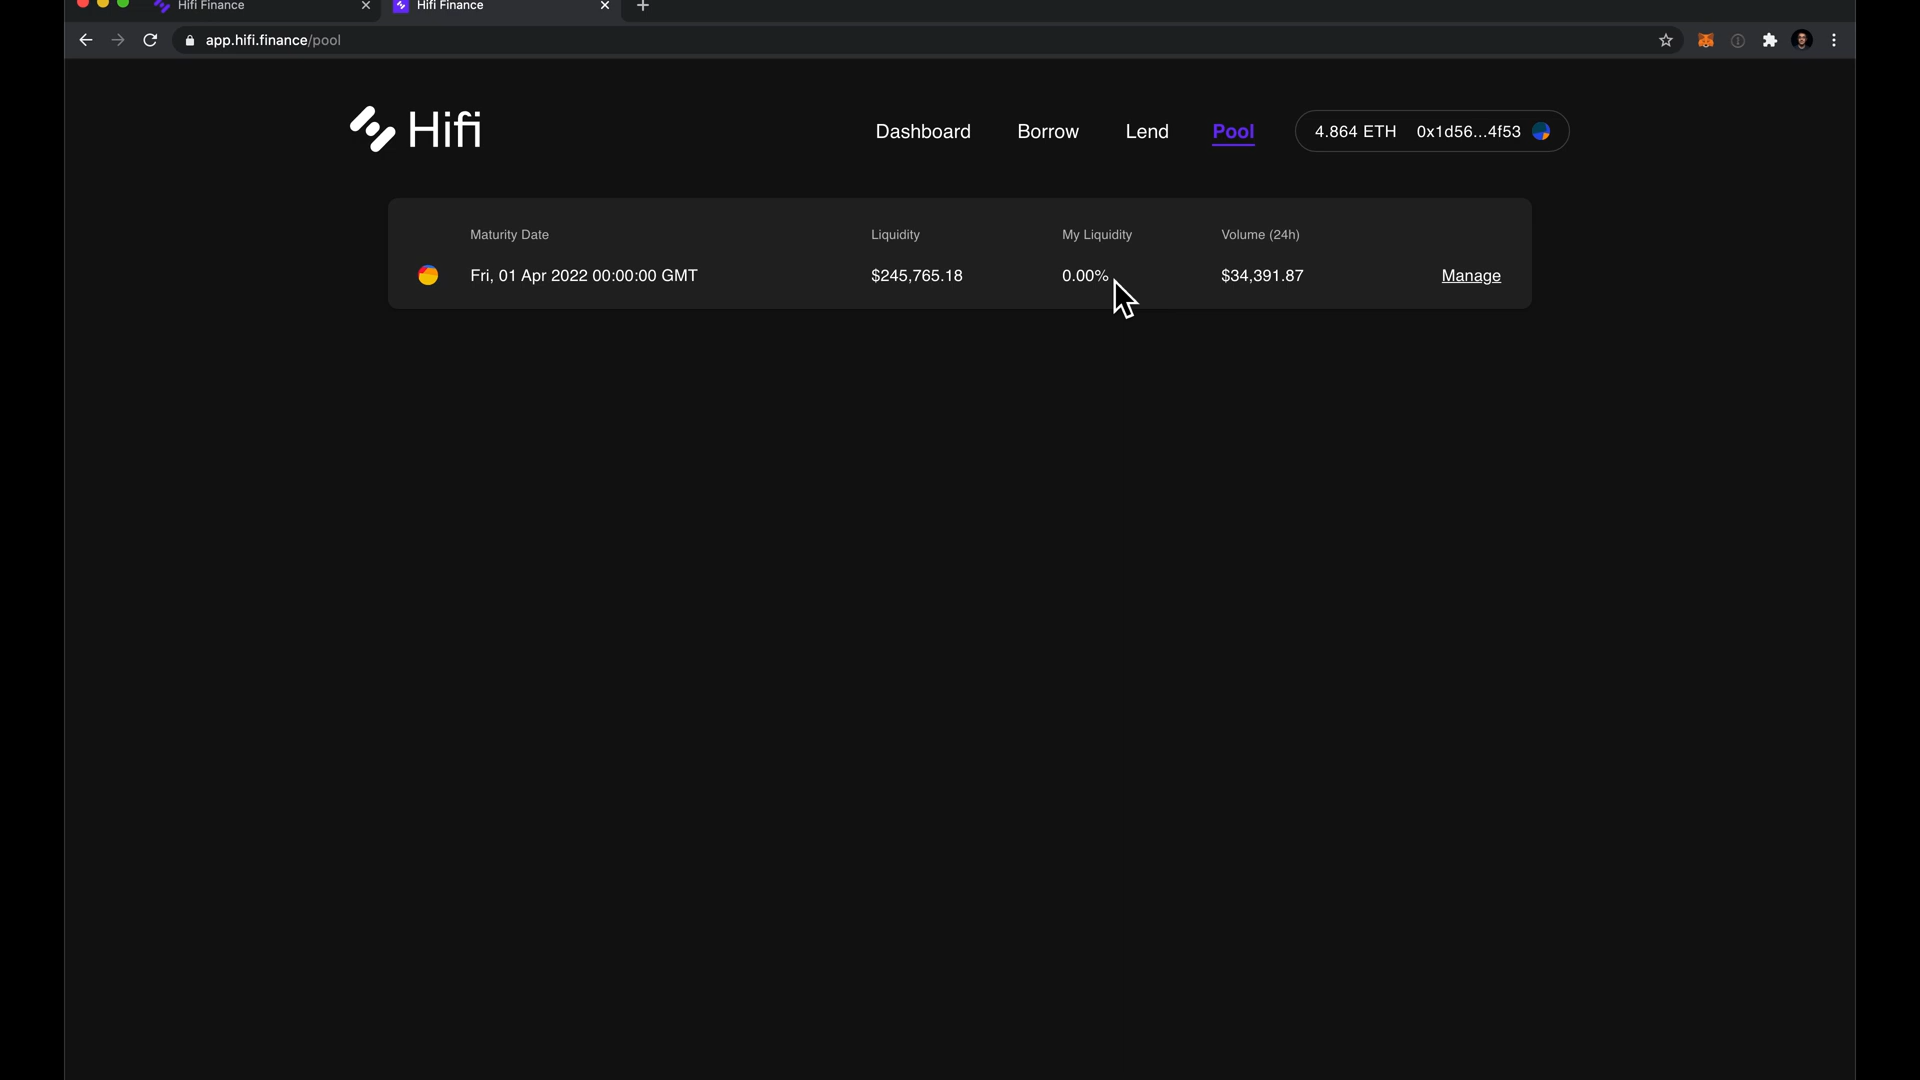 Hifi Finance
Hifi Finance
app.hifi.finance/pool
Hifi
Dashboard Borrow Lend Pool 4.864 ETH 0x1d56...4f53
Maturity Date Liquidity My Liquidity Volume (24h)
Fri, 01 Apr 2022 00:00:00 GMT $245,765.18 0.00% $34,391.87 Manage